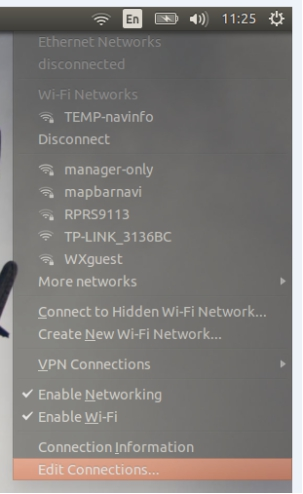 En 11:25
Ethernet Networks
disconnected
Wi-Fi Networks
TEMP-navinfo
Disconnect
manager-only
mapbarnavi
RPRS9113
TP-LINK_3136BC
WXguest
More networks
Connect to Hidden Wi-Fi Network...
Create New Wi-Fi Network...
VPN Connections
Enable Networking
Enable Wi-Fi
Connection Information
Edit Connections...